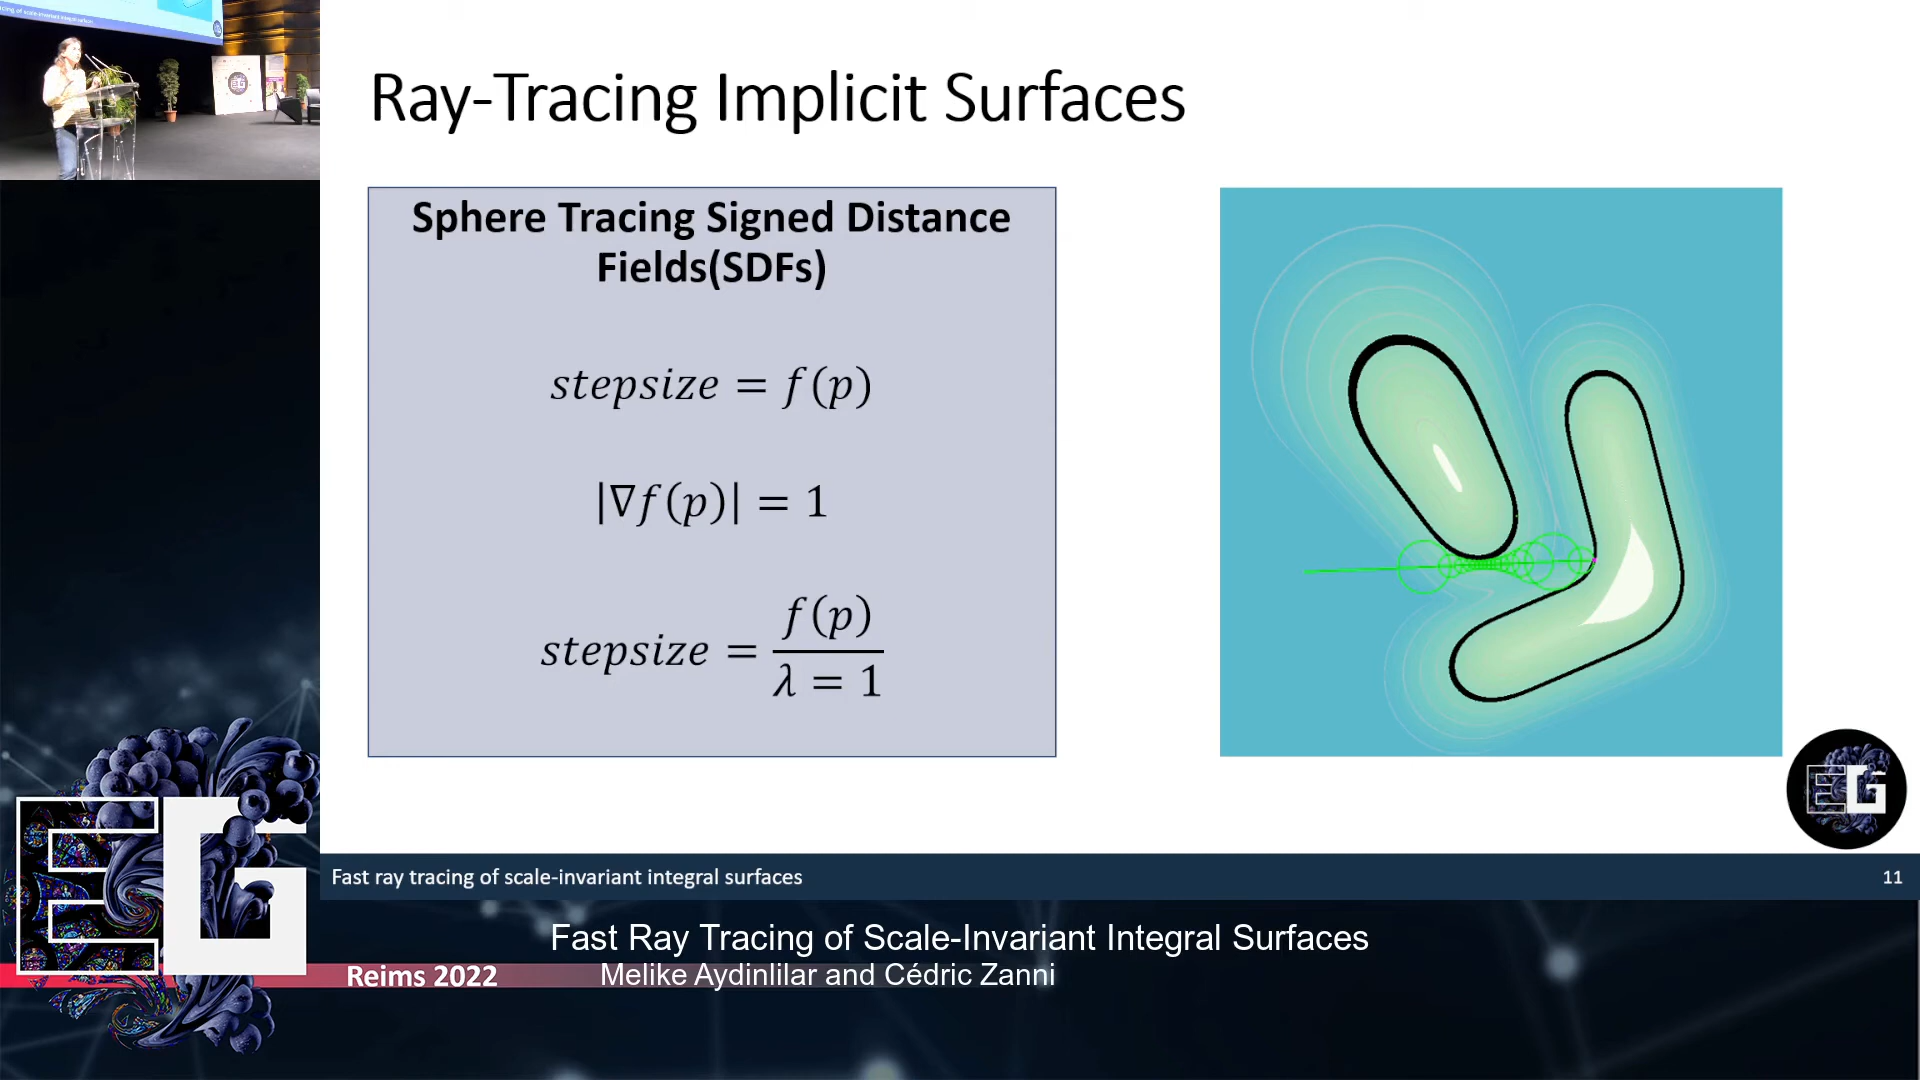 Ray-Tracing Implicit Surfaces
Sphere Tracing Signed Distance
Fields(SDFs)
stepsize = f(p)
|∇f(p)| = 1
stepsize = f(p) / λ = 1
EG
Fast ray tracing of scale-invariant integral surfaces
11
EG
Fast Ray Tracing of Scale-Invariant Integral Surfaces
Reims 2022
Melike Aydinlilar and Cédric Zanni